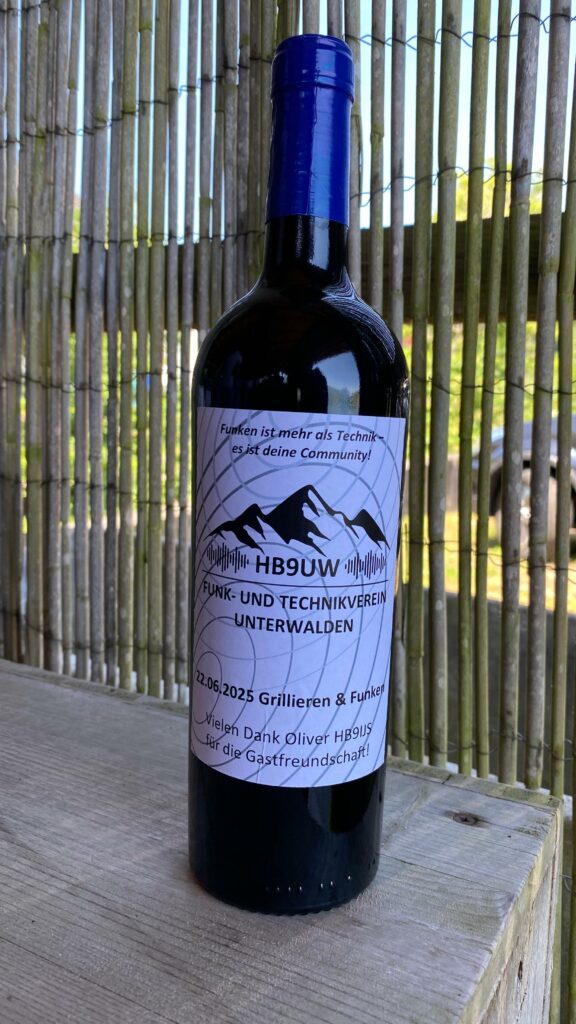 Funken ist mehr als Technik –
es ist deine Community!
HB9UW
FUNK- UND TECHNIKVEREIN
UNTERWALDEN
22.06.2025 Grillieren & Funken
Vielen Dank Oliver HB9IJS
für die Gastfreundschaft!